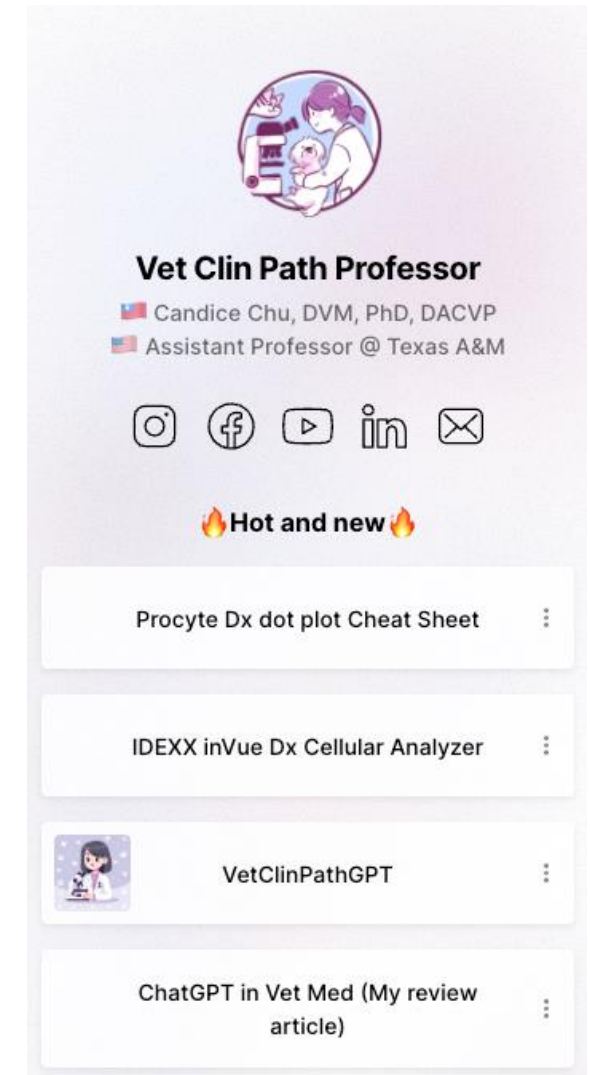 Vet Clin Path Professor
🇹🇼 Candice Chu, DVM, PhD, DACVP
🇺🇸 Assistant Professor @ Texas A&M
🔥Hot and new🔥
Procyte Dx dot plot Cheat Sheet
IDEXX inVue Dx Cellular Analyzer
VetClinPathGPT
ChatGPT in Vet Med (My review
article)